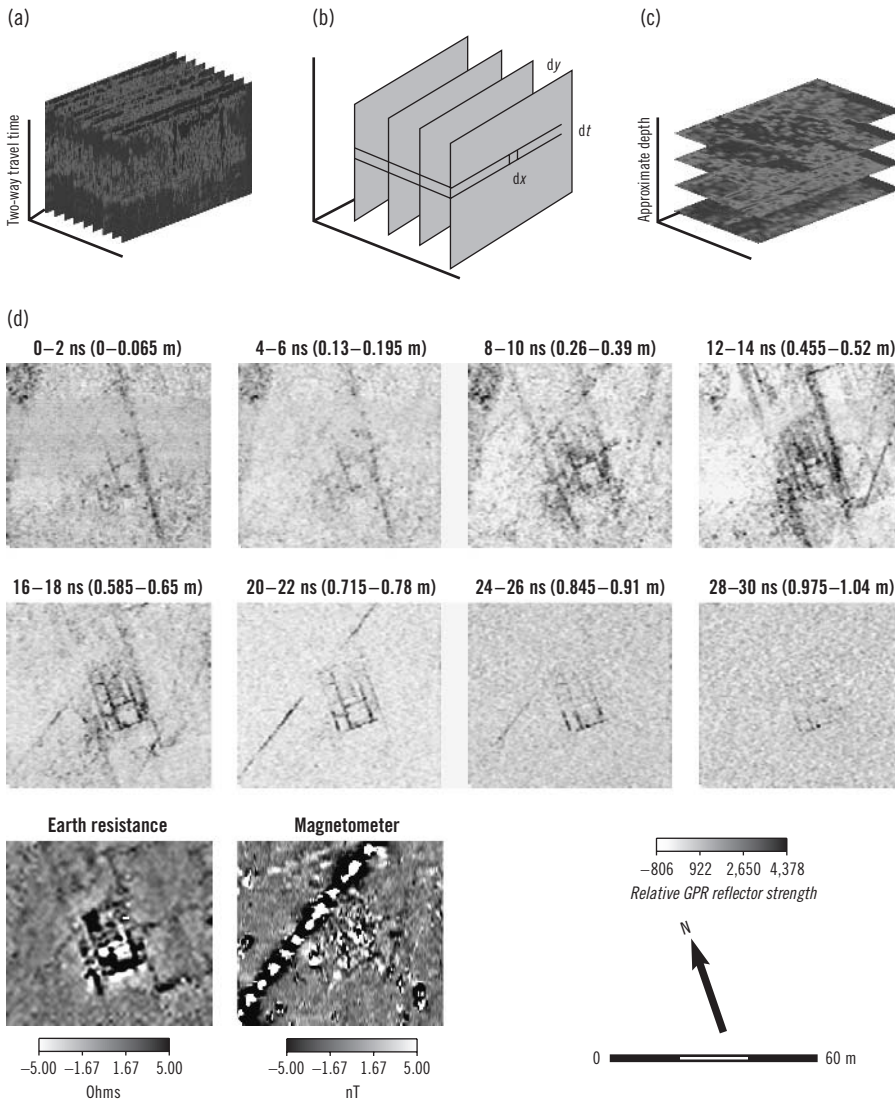 (a)
(b)
(c)
Two-way travel time
dy
dt
dx
Approximate depth
(d)
0–2 ns (0–0.065 m)
4–6 ns (0.13–0.195 m)
8–10 ns (0.26–0.39 m)
12–14 ns (0.455–0.52 m)
16–18 ns (0.585–0.65 m)
20–22 ns (0.715–0.78 m)
24–26 ns (0.845–0.91 m)
28–30 ns (0.975–1.04 m)
Earth resistance
Magnetometer
−806 922 2,650 4,378
Relative GPR reflector strength
N
−5.00 −1.67 1.67 5.00
Ohms
−5.00 −1.67 1.67 5.00
nT
0 60 m